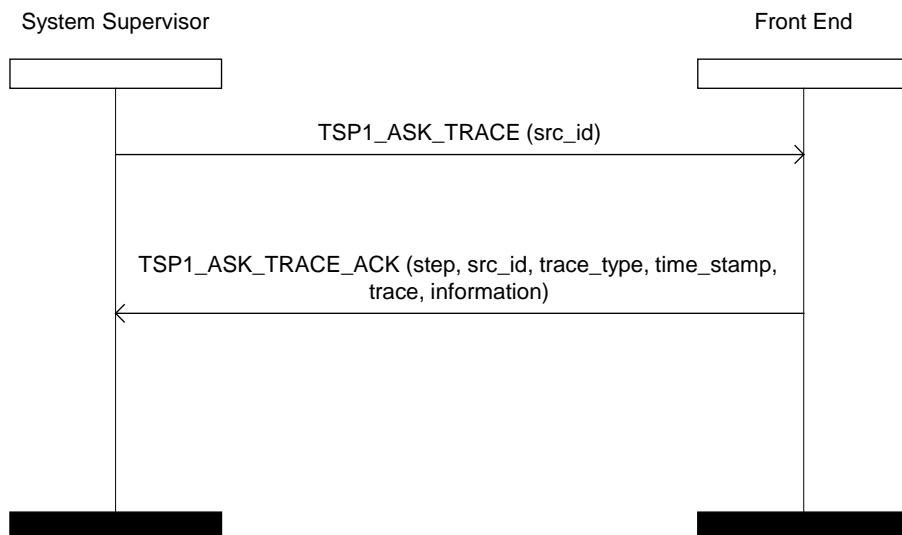 System Supervisor
Front End
TSP1_ASK_TRACE (src_id)
TSP1_ASK_TRACE_ACK (step, src_id, trace_type, time_stamp,
trace, information)